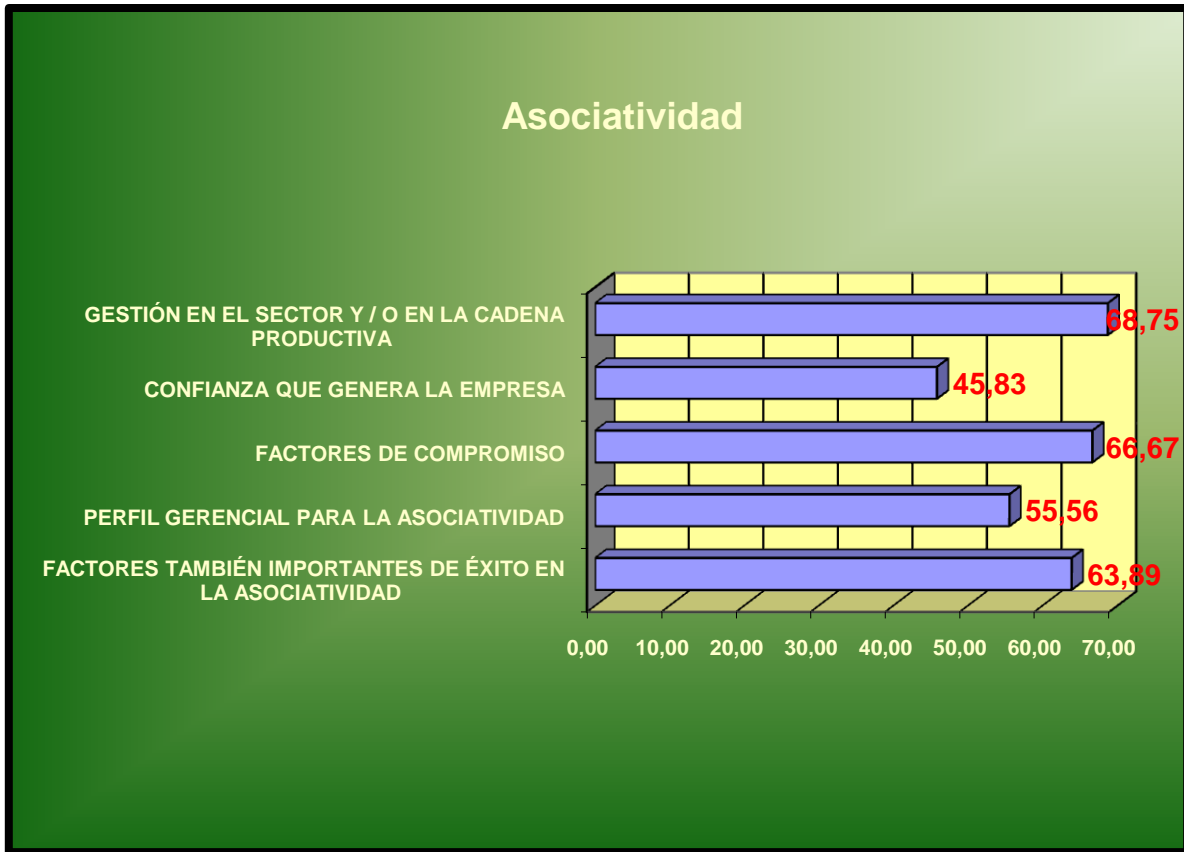 Asociatividad
GESTIÓN EN EL SECTOR Y / O EN LA CADENA
PRODUCTIVA
68,75
CONFIANZA QUE GENERA LA EMPRESA
45,83
FACTORES DE COMPROMISO
66,67
PERFIL GERENCIAL PARA LA ASOCIATIVIDAD
55,56
FACTORES TAMBIÉN IMPORTANTES DE ÉXITO EN
LA ASOCIATIVIDAD
63,89
0,00 10,00 20,00 30,00 40,00 50,00 60,00 70,00